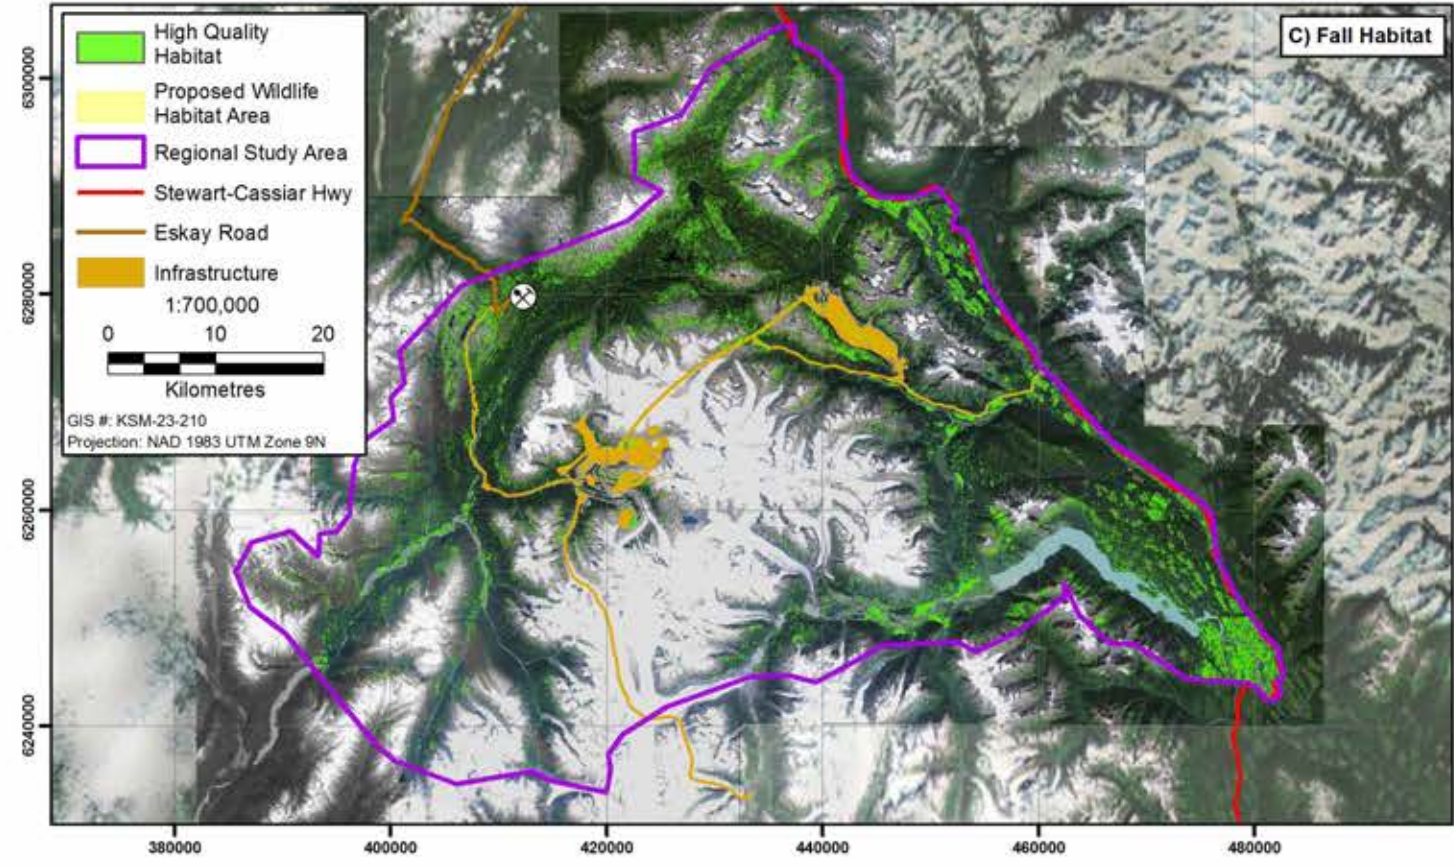 High Quality
Habitat
Proposed Wildlife
Habitat Area
Regional Study Area
Stewart-Cassiar Hwy
Eskay Road
Infrastructure
1:700,000
0 10 20
Kilometres
GIS #: KSM-23-210
Projection: NAD 1983 UTM Zone 9N
C) Fall Habitat
6300000
6280000
6260000
6240000
380000 400000 420000 440000 460000 480000